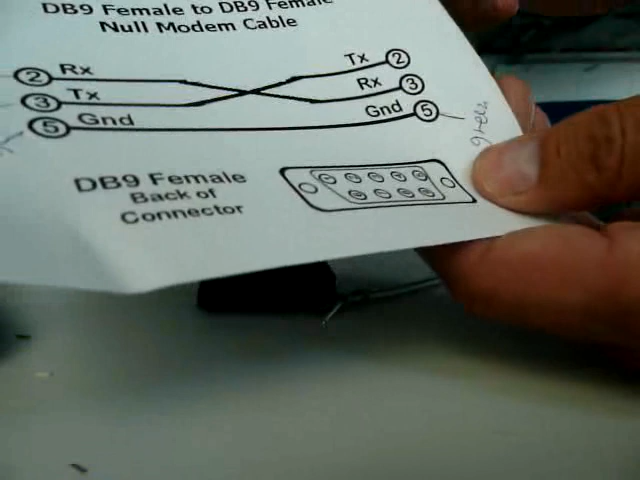 DB9 Female to DB9 Female
Null Modem Cable
2 Rx Tx 2
3 Tx Rx 3
5 Gnd Gnd 5
green
DB9 Female
Back of
Connector